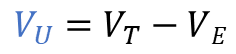 V_U = V_T − V_E